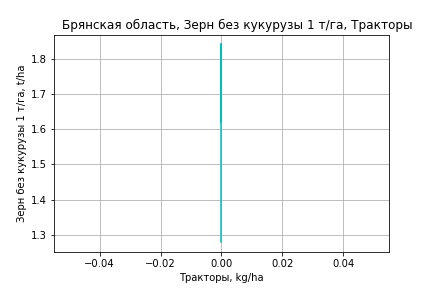 Брянская область, Зерн без кукурузы 1 т/га, Тракторы
1.8
1.7
1.6
1.5
1.4
1.3
Зерн без кукурузы 1 т/га, t/ha
−0.04 −0.02 0.00 0.02 0.04
Тракторы, kg/ha